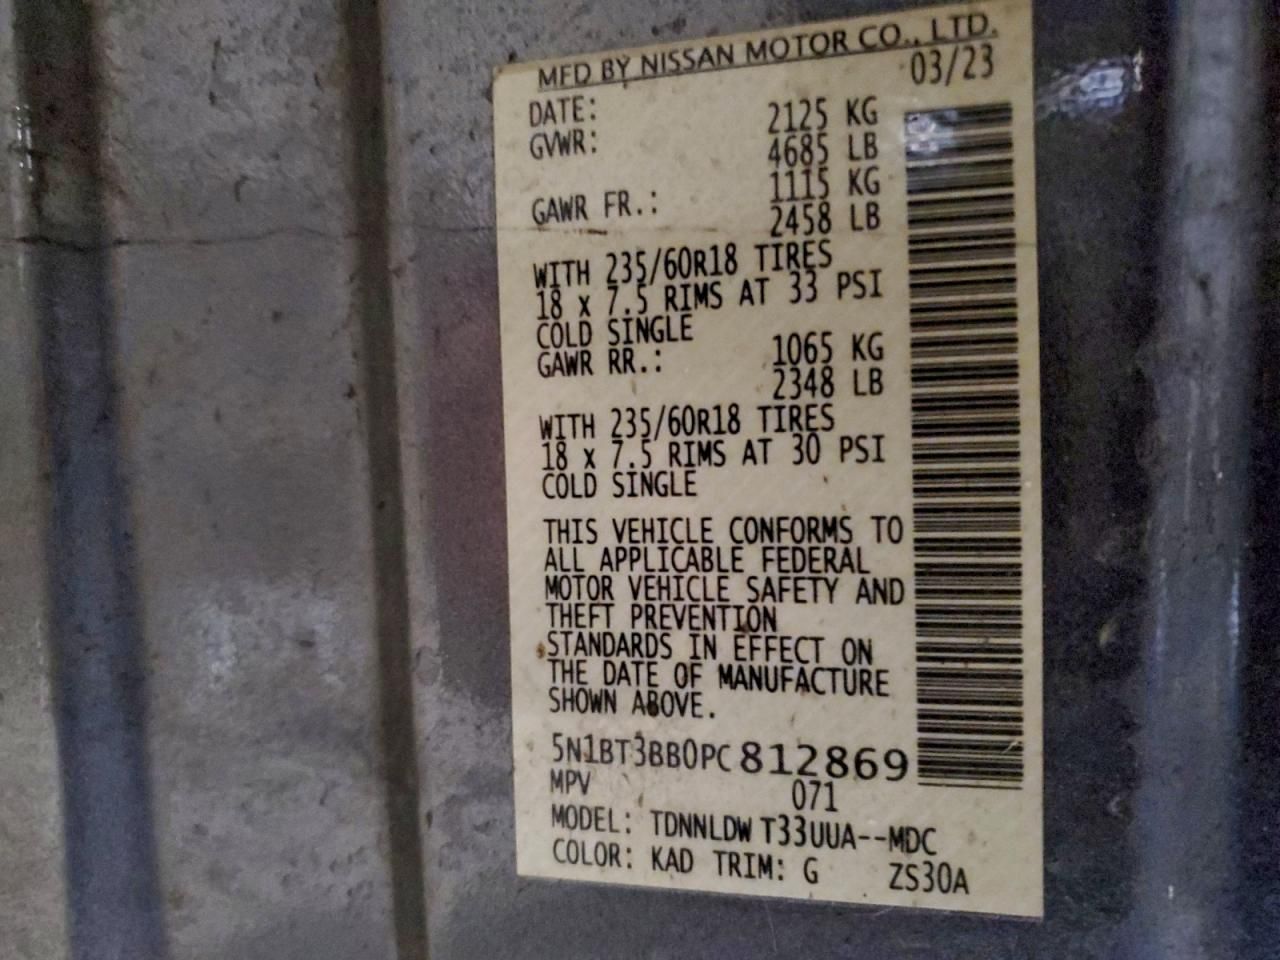 MFD BY NISSAN MOTOR CO., LTD.
DATE: 03/23
GVWR: 2125 KG
4685 LB
GAWR FR.: 1115 KG
2458 LB
WITH 235/60R18 TIRES
18 x 7.5 RIMS AT 33 PSI
COLD SINGLE
GAWR RR.: 1065 KG
2348 LB
WITH 235/60R18 TIRES
18 x 7.5 RIMS AT 30 PSI
COLD SINGLE
THIS VEHICLE CONFORMS TO
ALL APPLICABLE FEDERAL
MOTOR VEHICLE SAFETY AND
THEFT PREVENTION
STANDARDS IN EFFECT ON
THE DATE OF MANUFACTURE
SHOWN ABOVE.
5N1BT3BB0PC812869
MPV 071
MODEL: TDNNLDW T33UUA--MDC
COLOR: KAD TRIM: G ZS30A